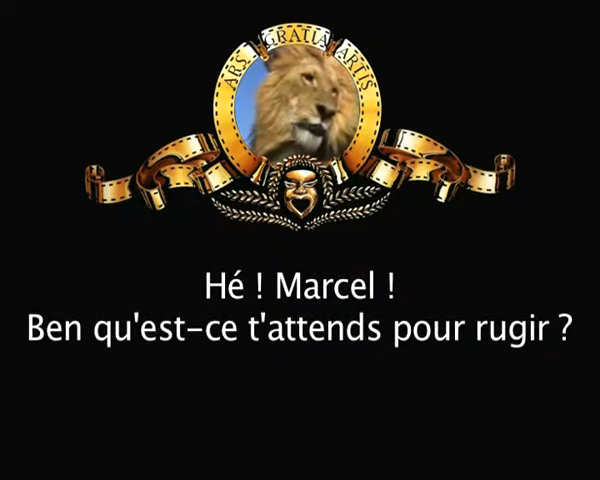 ARS GRATIA ARTIS
Hé ! Marcel !
Ben qu'est-ce t'attends pour rugir ?